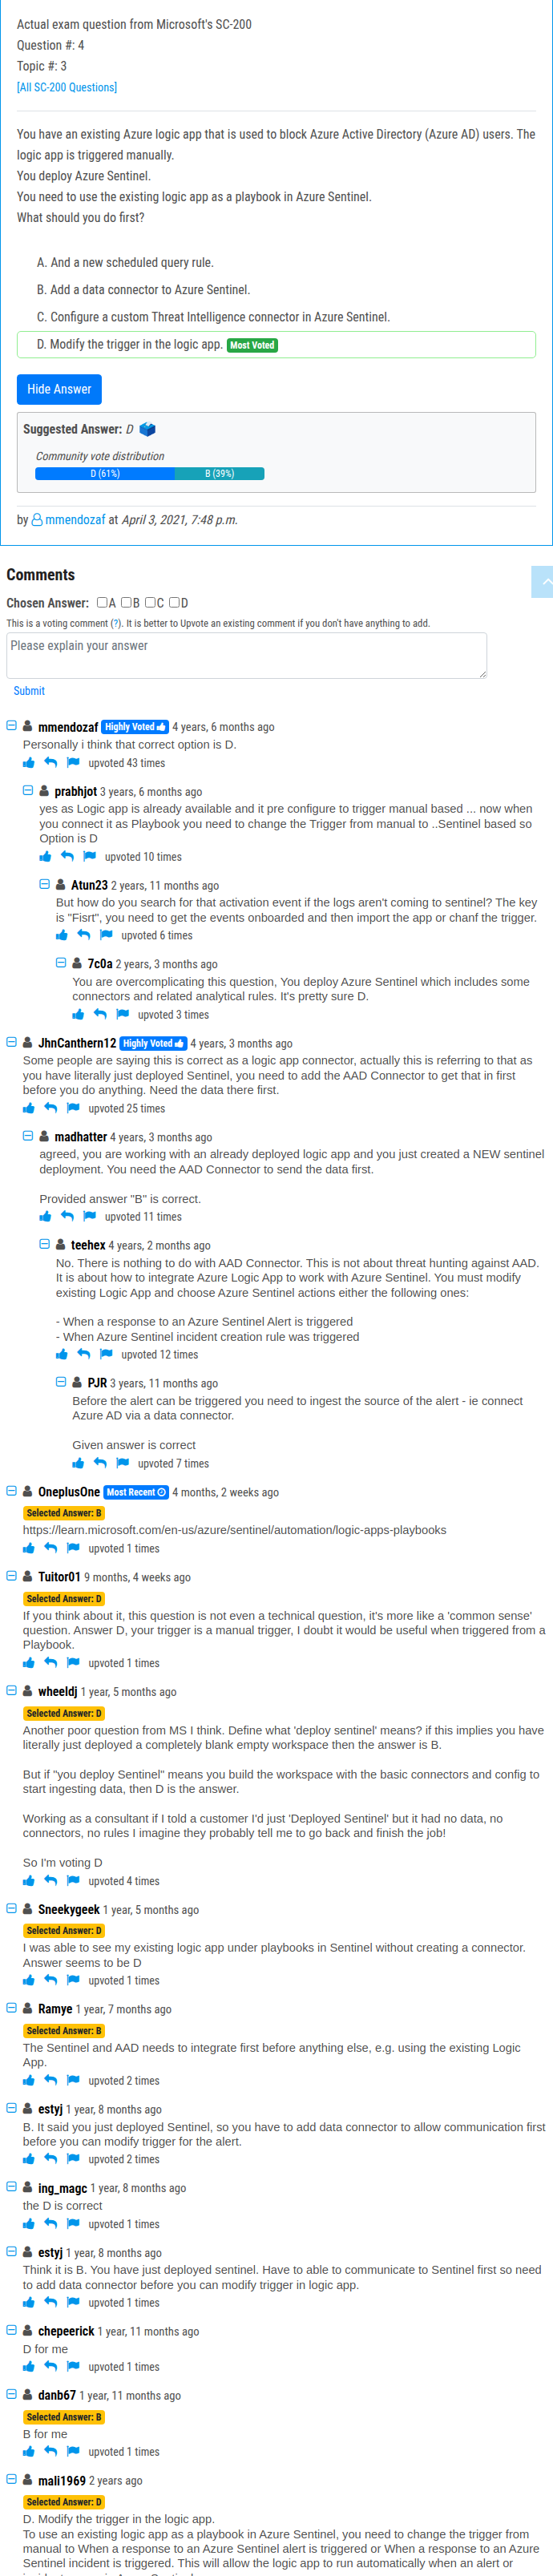 Actual exam question from Microsoft's SC-200
Question #: 4
Topic #: 3
[All SC-200 Questions]
You have an existing Azure logic app that is used to block Azure Active Directory (Azure AD) users. The
logic app is triggered manually.
You deploy Azure Sentinel.
You need to use the existing logic app as a playbook in Azure Sentinel.
What should you do first?
A. And a new scheduled query rule.
B. Add a data connector to Azure Sentinel.
C. Configure a custom Threat Intelligence connector in Azure Sentinel.
D. Modify the trigger in the logic app. Most Voted
Hide Answer
Suggested Answer: D
Community vote distribution
D (61%) B (39%)
by mmendozaf at April 3, 2021, 7:48 p.m.
Comments
Chosen Answer: A B C D
This is a voting comment (?). It is better to Upvote an existing comment if you don't have anything to add.
Please explain your answer
Submit
mmendozaf Highly Voted 4 years, 6 months ago
Personally i think that correct option is D.
upvoted 43 times
prabhjot 3 years, 6 months ago
yes as Logic app is already available and it pre configure to trigger manual based ... now when
you connect it as Playbook you need to change the Trigger from manual to ..Sentinel based so
Option is D
upvoted 10 times
Atun23 2 years, 11 months ago
But how do you search for that activation event if the logs aren't coming to sentinel? The key
is "Fisrt", you need to get the events onboarded and then import the app or chanf the trigger.
upvoted 6 times
7c0a 2 years, 3 months ago
You are overcomplicating this question, You deploy Azure Sentinel which includes some
connectors and related analytical rules. It's pretty sure D.
upvoted 3 times
JhnCanthern12 Highly Voted 4 years, 3 months ago
Some people are saying this is correct as a logic app connector, actually this is referring to that as
you have literally just deployed Sentinel, you need to add the AAD Connector to get that in first
before you do anything. Need the data there first.
upvoted 25 times
madhatter 4 years, 3 months ago
agreed, you are working with an already deployed logic app and you just created a NEW sentinel
deployment. You need the AAD Connector to send the data first.
Provided answer "B" is correct.
upvoted 11 times
teehex 4 years, 2 months ago
No. There is nothing to do with AAD Connector. This is not about threat hunting against AAD.
It is about how to integrate Azure Logic App to work with Azure Sentinel. You must modify
existing Logic App and choose Azure Sentinel actions either the following ones:
- When a response to an Azure Sentinel Alert is triggered
- When Azure Sentinel incident creation rule was triggered
upvoted 12 times
PJR 3 years, 11 months ago
Before the alert can be triggered you need to ingest the source of the alert - ie connect
Azure AD via a data connector.
Given answer is correct
upvoted 7 times
OneplusOne Most Recent 4 months, 2 weeks ago
Selected Answer: B
https://learn.microsoft.com/en-us/azure/sentinel/automation/logic-apps-playbooks
upvoted 1 times
Tuitor01 9 months, 4 weeks ago
Selected Answer: D
If you think about it, this question is not even a technical question, it's more like a 'common sense'
question. Answer D, your trigger is a manual trigger, I doubt it would be useful when triggered from a
Playbook.
upvoted 1 times
wheeldj 1 year, 5 months ago
Selected Answer: D
Another poor question from MS I think. Define what 'deploy sentinel' means? if this implies you have
literally just deployed a completely blank empty workspace then the answer is B.
But if "you deploy Sentinel" means you build the workspace with the basic connectors and config to
start ingesting data, then D is the answer.
Working as a consultant if I told a customer I'd just 'Deployed Sentinel' but it had no data, no
connectors, no rules I imagine they probably tell me to go back and finish the job!
So I'm voting D
upvoted 4 times
Sneekygeek 1 year, 5 months ago
Selected Answer: D
I was able to see my existing logic app under playbooks in Sentinel without creating a connector.
Answer seems to be D
upvoted 1 times
Ramye 1 year, 7 months ago
Selected Answer: B
The Sentinel and AAD needs to integrate first before anything else, e.g. using the existing Logic
App.
upvoted 2 times
estyj 1 year, 8 months ago
B. It said you just deployed Sentinel, so you have to add data connector to allow communication first
before you can modify trigger for the alert.
upvoted 2 times
ing_magc 1 year, 8 months ago
the D is correct
upvoted 1 times
estyj 1 year, 8 months ago
Think it is B. You have just deployed sentinel. Have to able to communicate to Sentinel first so need
to add data connector before you can modify trigger in logic app.
upvoted 1 times
chepeerick 1 year, 11 months ago
D for me
upvoted 1 times
danb67 1 year, 11 months ago
Selected Answer: B
B for me
upvoted 1 times
mali1969 2 years ago
Selected Answer: D
D. Modify the trigger in the logic app.
To use an existing logic app as a playbook in Azure Sentinel, you need to change the trigger from
manual to When a response to an Azure Sentinel alert is triggered or When a response to an Azure
Sentinel incident is triggered. This will allow the logic app to run automatically when an alert or